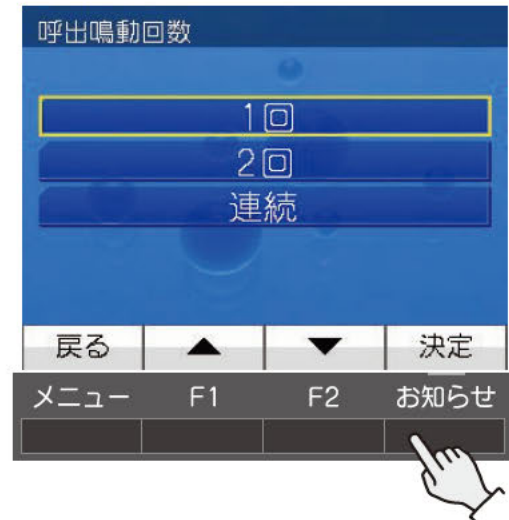 呼出鳴動回数
1回
2回
連続
戻る ▲ ▼ 決定
メニュー F1 F2 お知らせ